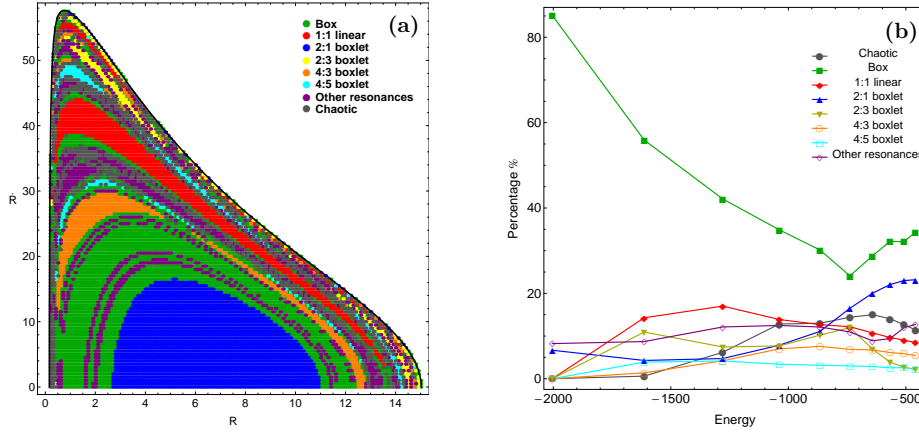 (a)
Box
1:1 linear
2:1 boxlet
2:3 boxlet
4:3 boxlet
4:5 boxlet
Other resonances
Chaotic
50
40
30
20
10
0
Ṙ
0 2 4 6 8 10 12 14
R
(b)
Chaotic
Box
1:1 linear
2:1 boxlet
2:3 boxlet
4:3 boxlet
4:5 boxlet
Other resonances
80
60
40
20
0
Percentage %
−2000 −1500 −1000 −500
Energy